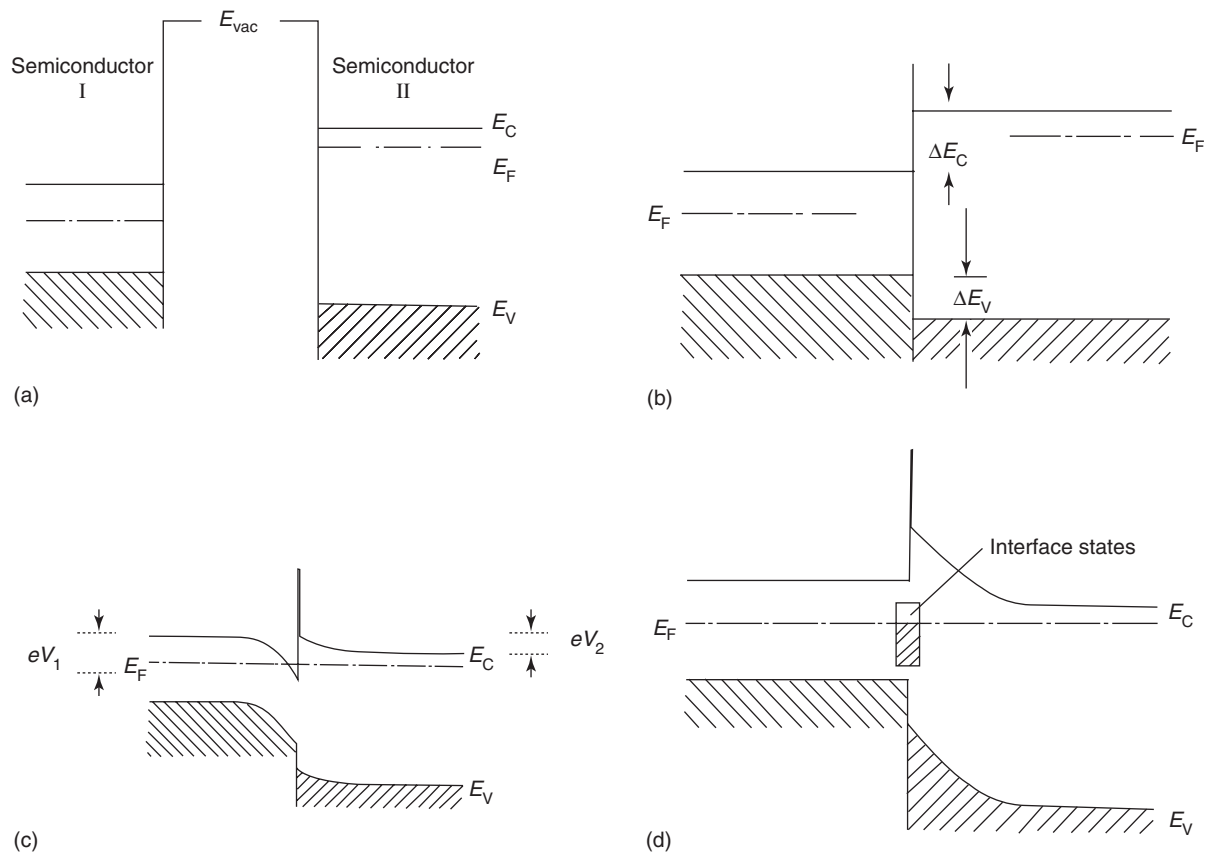 E_vac
Semiconductor
I
Semiconductor
II
E_C
E_F
E_V
(a)
E_F
ΔE_C
E_F
ΔE_V
(b)
eV_1
E_F
E_C
eV_2
E_V
(c)
Interface states
E_F
E_C
E_V
(d)